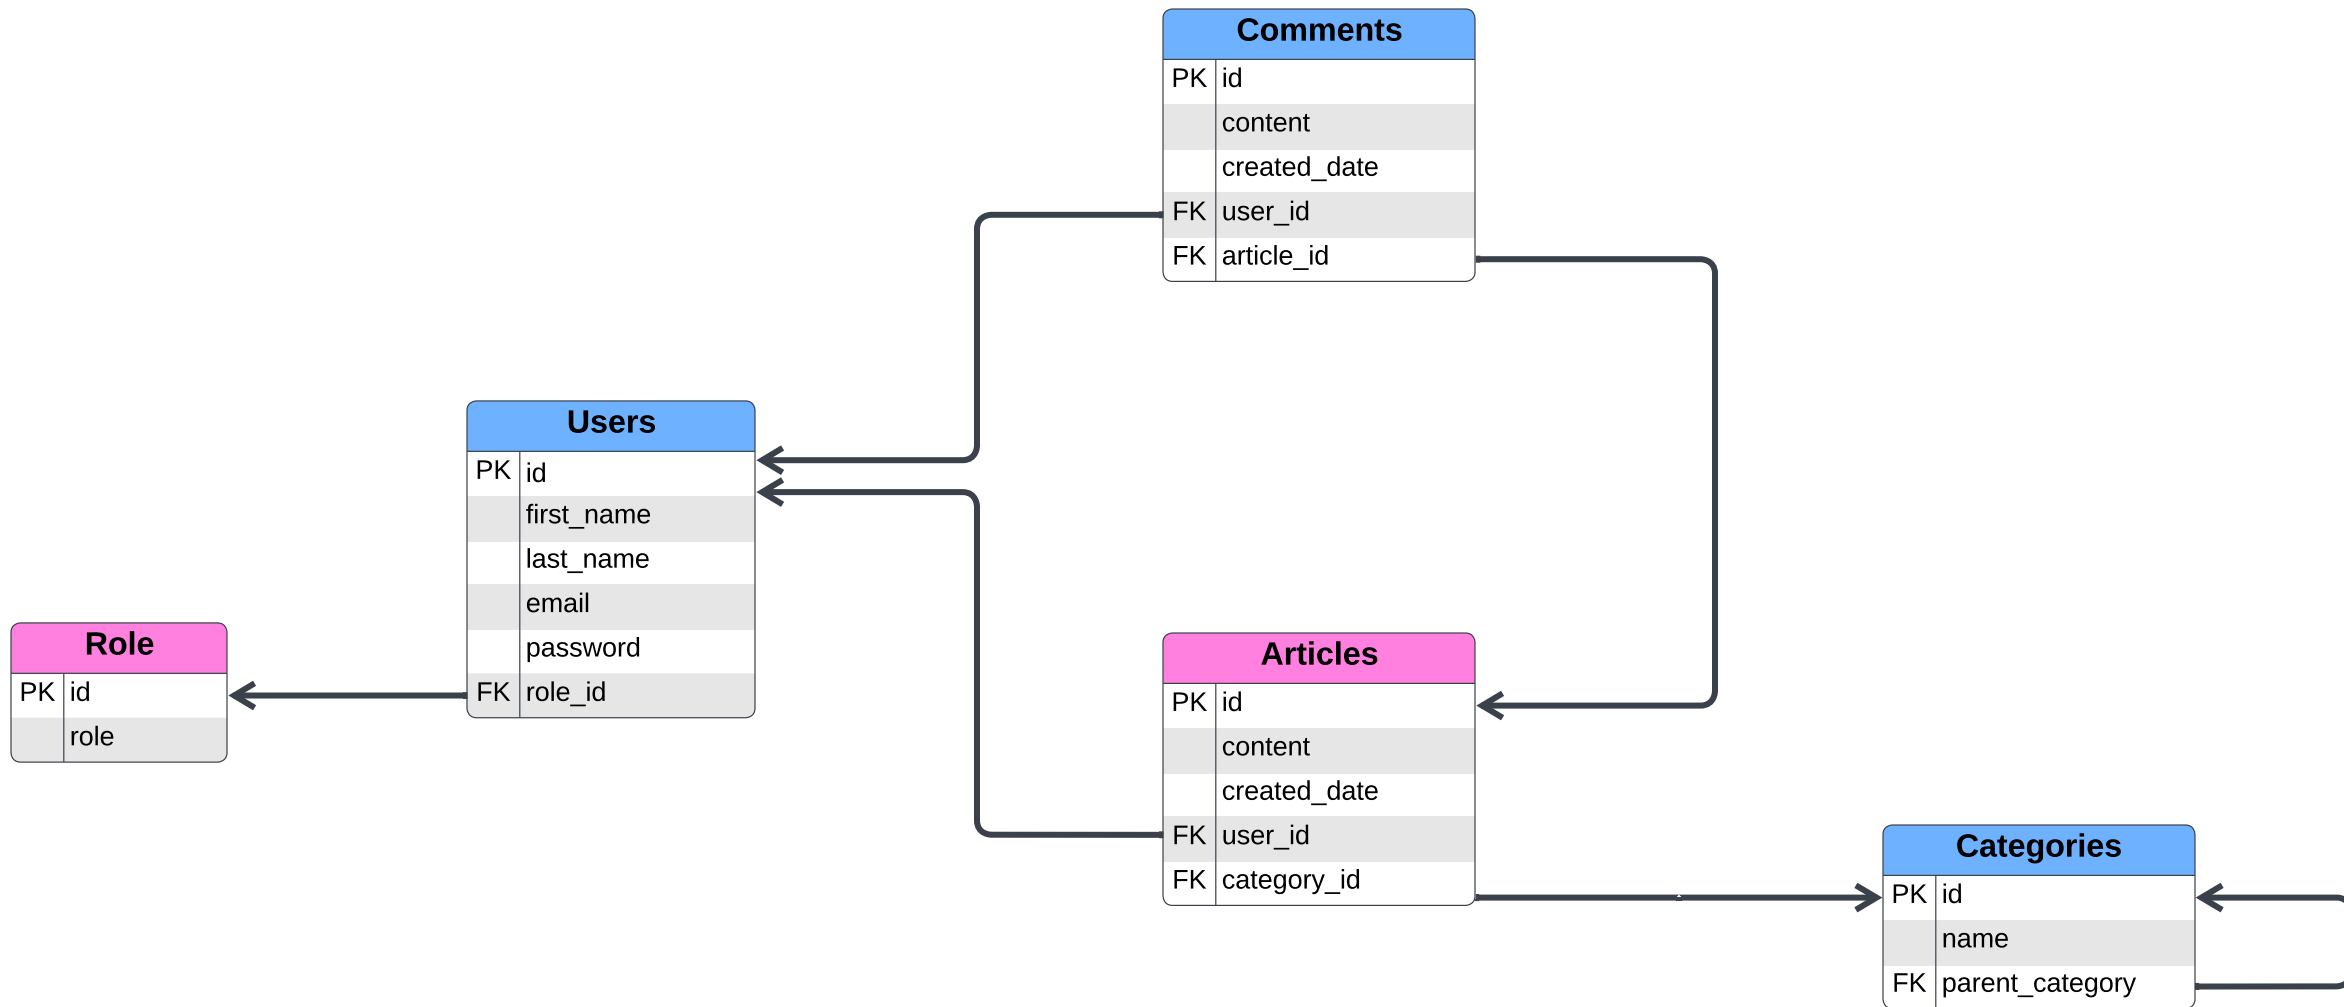 Comments
PK id
content
created_date
FK user_id
FK article_id
Users
PK id
first_name
last_name
email
password
FK role_id
Role
PK id
role
Articles
PK id
content
created_date
FK user_id
FK category_id
Categories
PK id
name
FK parent_category